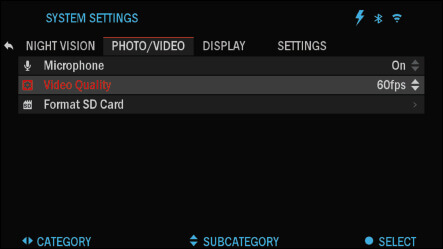 SYSTEM SETTINGS
NIGHT VISION PHOTO/VIDEO DISPLAY SETTINGS
Microphone On
Video Quality 60fps
Format SD Card
CATEGORY SUBCATEGORY SELECT